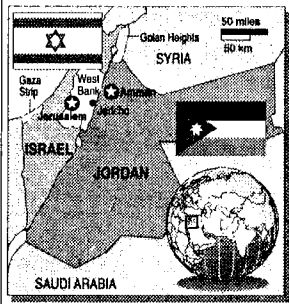 Golan Heights
50 miles
50 km
SYRIA
Gaza
Strip
West
Bank
Amman
Jerusalem
Jericho
ISRAEL
JORDAN
SAUDI ARABIA